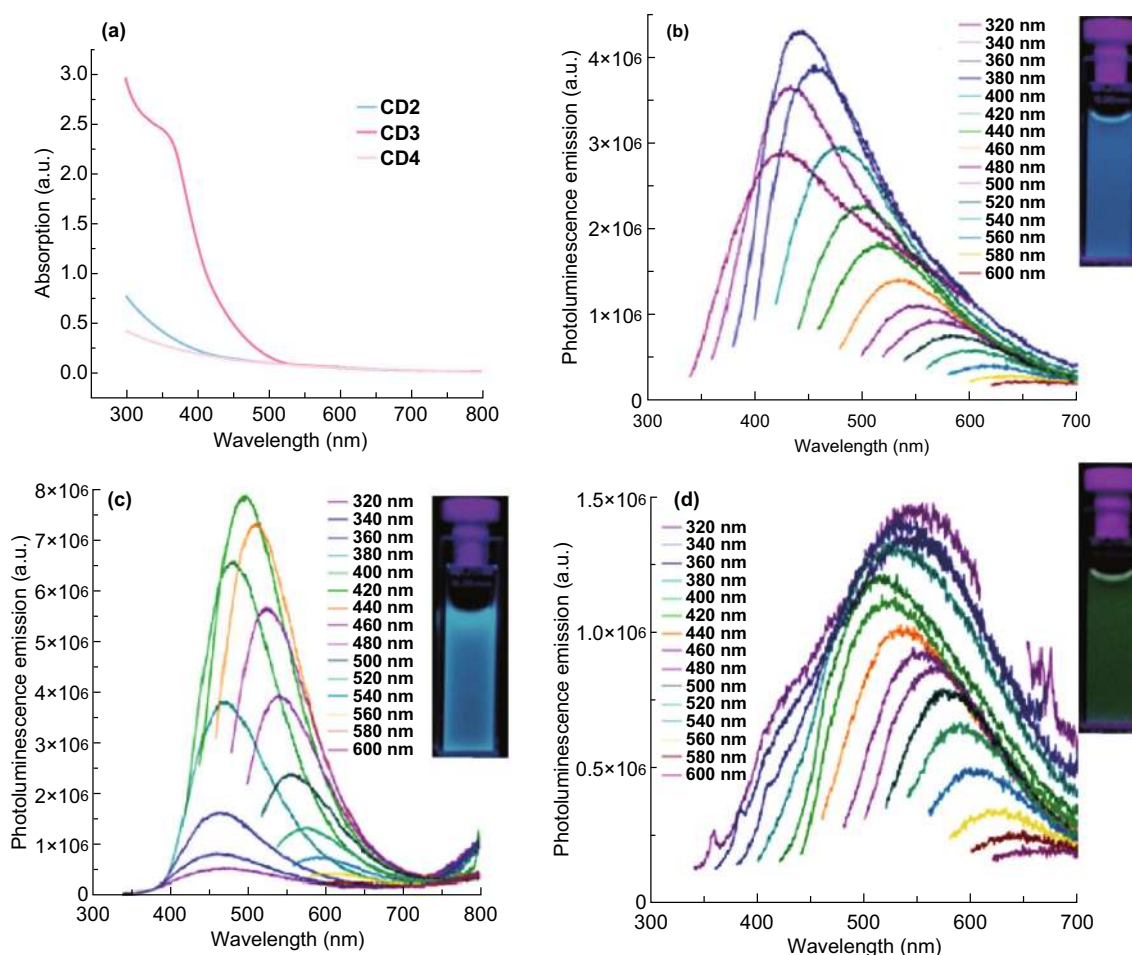 (a)
3.0
2.5
2.0
1.5
1.0
0.5
0.0
Absorption (a.u.)
CD2
CD3
CD4
300 400 500 600 700 800
Wavelength (nm)
(b)
4×10⁶
3×10⁶
2×10⁶
1×10⁶
0
Photoluminescence emission (a.u.)
320 nm
340 nm
360 nm
380 nm
400 nm
420 nm
440 nm
460 nm
480 nm
500 nm
520 nm
540 nm
560 nm
580 nm
600 nm
300 400 500 600 700
Wavelength (nm)
(c)
8×10⁶
7×10⁶
6×10⁶
5×10⁶
4×10⁶
3×10⁶
2×10⁶
1×10⁶
0
Photoluminescence emission (a.u.)
320 nm
340 nm
360 nm
380 nm
400 nm
420 nm
440 nm
460 nm
480 nm
500 nm
520 nm
540 nm
560 nm
580 nm
600 nm
300 400 500 600 700 800
Wavelength (nm)
(d)
1.5×10⁶
1.0×10⁶
0.5×10⁶
0
Photoluminescence emission (a.u.)
320 nm
340 nm
360 nm
380 nm
400 nm
420 nm
440 nm
460 nm
480 nm
500 nm
520 nm
540 nm
560 nm
580 nm
600 nm
300 400 500 600 700
Wavelength (nm)